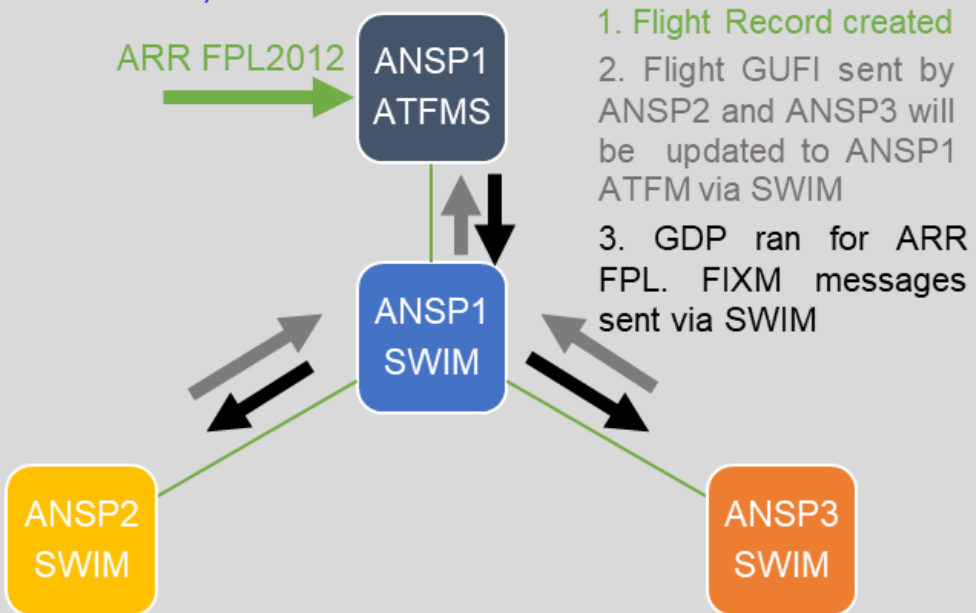 ARR FPL2012
ANSP1
ATFMS
1. Flight Record created
2. Flight GUFI sent by
ANSP2 and ANSP3 will
be updated to ANSP1
ATFM via SWIM
3. GDP ran for ARR
FPL. FIXM messages
sent via SWIM
ANSP1
SWIM
ANSP2
SWIM
ANSP3
SWIM